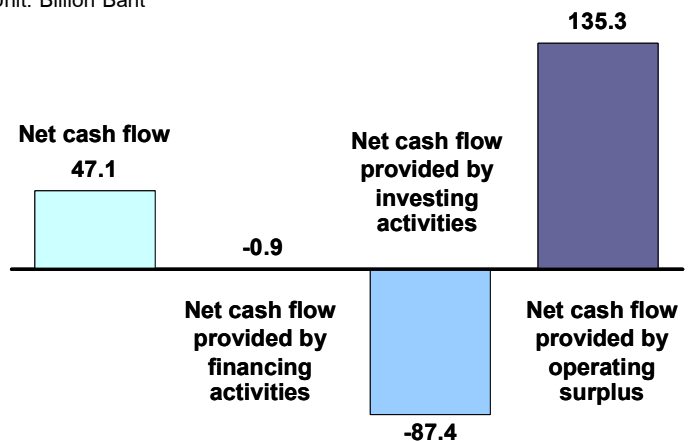 Unit: Billion Baht
135.3
Net cash flow
47.1
Net cash flow
provided by
investing
activities
-0.9
Net cash flow
provided by
financing
activities
Net cash flow
provided by
operating
surplus
-87.4